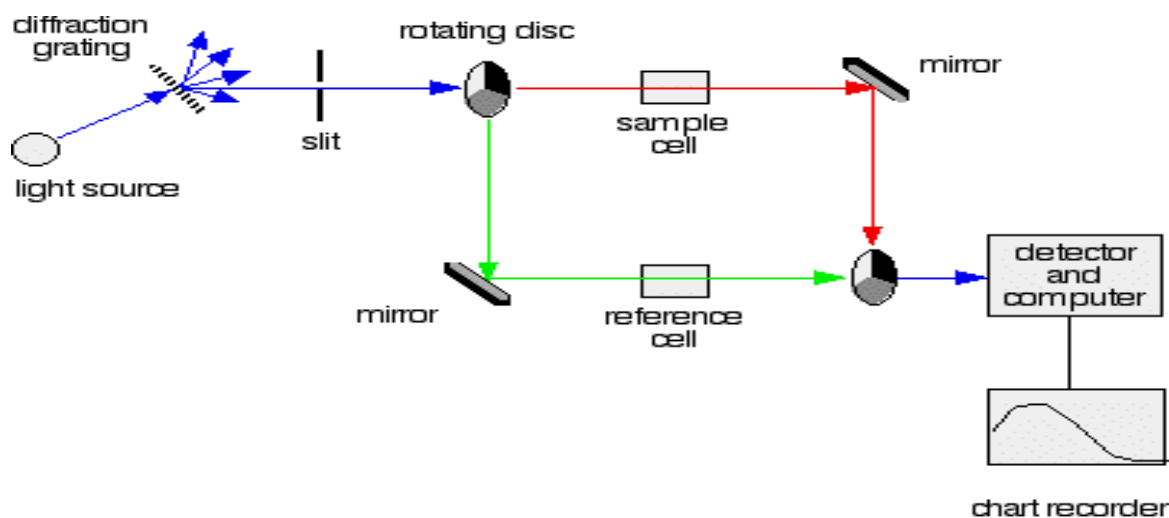 diffraction
grating
rotating disc
mirror
sample
cell
slit
light source
detector
and
computer
mirror
reference
cell
chart recorder